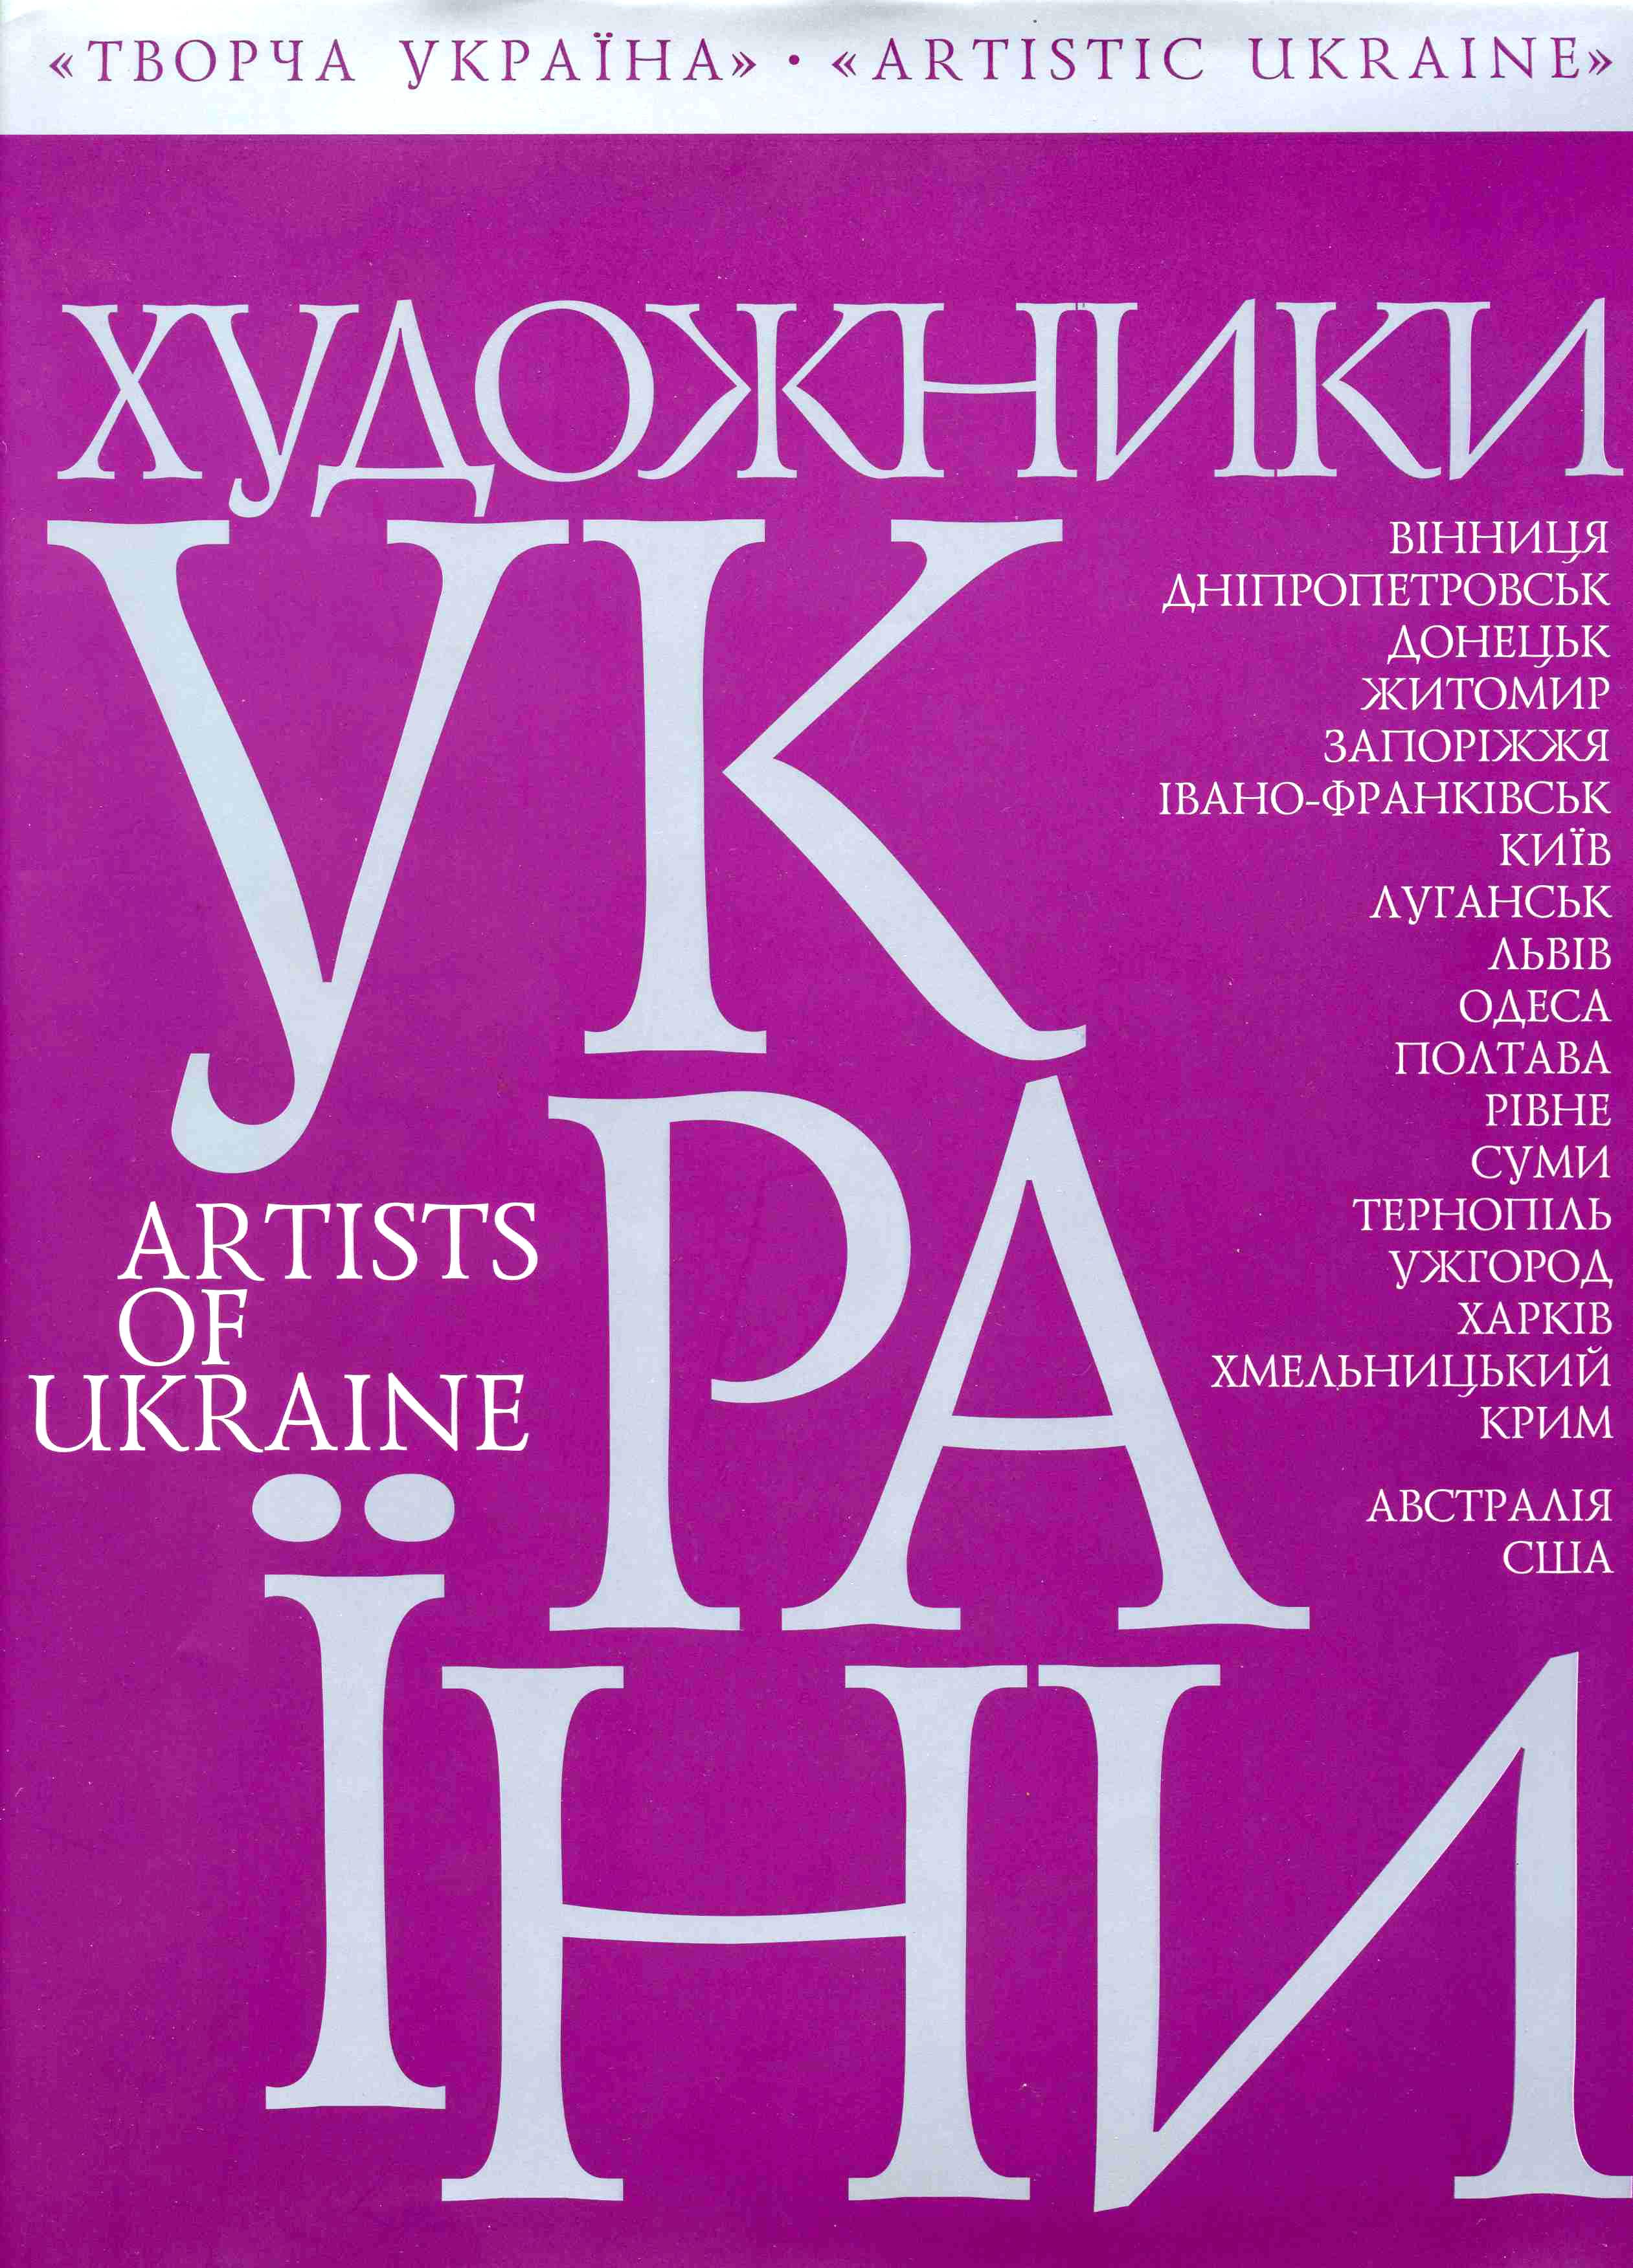 «ТВОРЧА УКРАЇНА» • «ARTISTIC UKRAINE»
ХУДОЖНИКИ
УК
РА
ЇНИ
ARTISTS
OF
UKRAINE
ВІННИЦЯ
ДНІПРОПЕТРОВСЬК
ДОНЕЦЬК
ЖИТОМИР
ЗАПОРІЖЖЯ
ІВАНО-ФРАНКІВСЬК
КИЇВ
ЛУГАНСЬК
ЛЬВІВ
ОДЕСА
ПОЛТАВА
РІВНЕ
СУМИ
ТЕРНОПІЛЬ
УЖГОРОД
ХАРКІВ
ХМЕЛЬНИЦЬКИЙ
КРИМ
АВСТРАЛІЯ
США